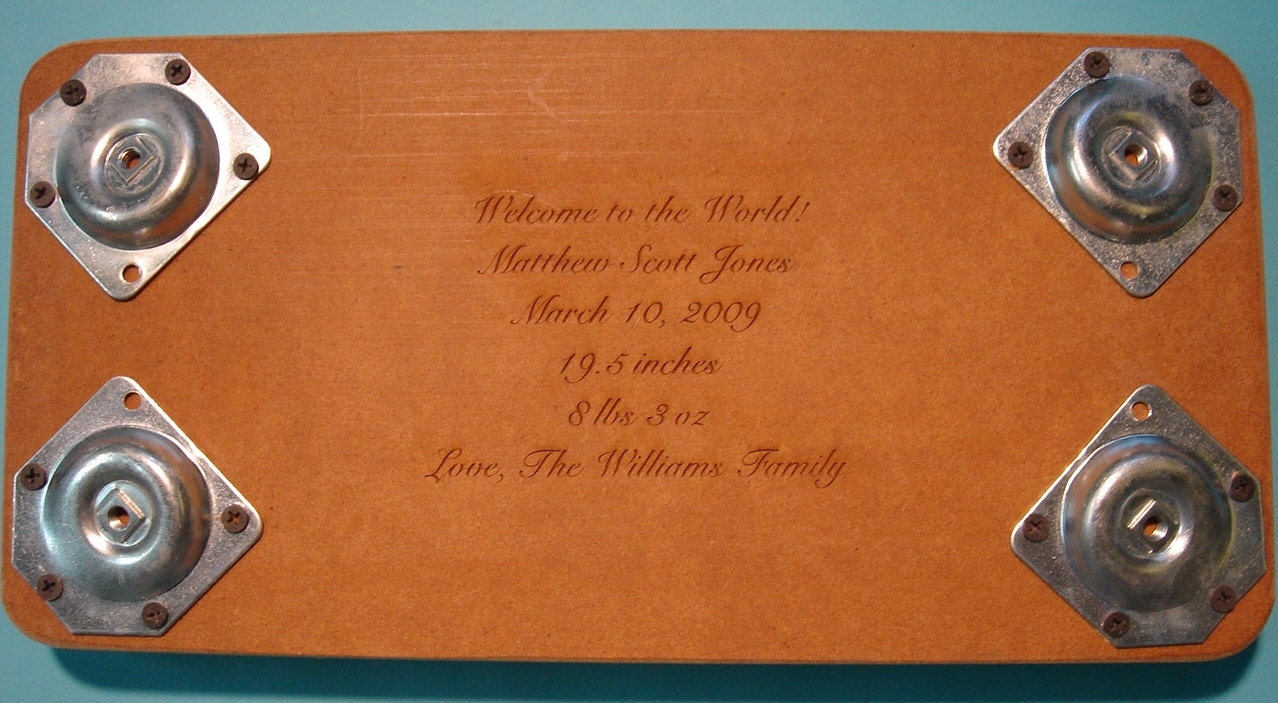 Welcome to the World!
Matthew Scott Jones
March 10, 2009
19.5 inches
8 lbs 3 oz
Love, The Williams Family